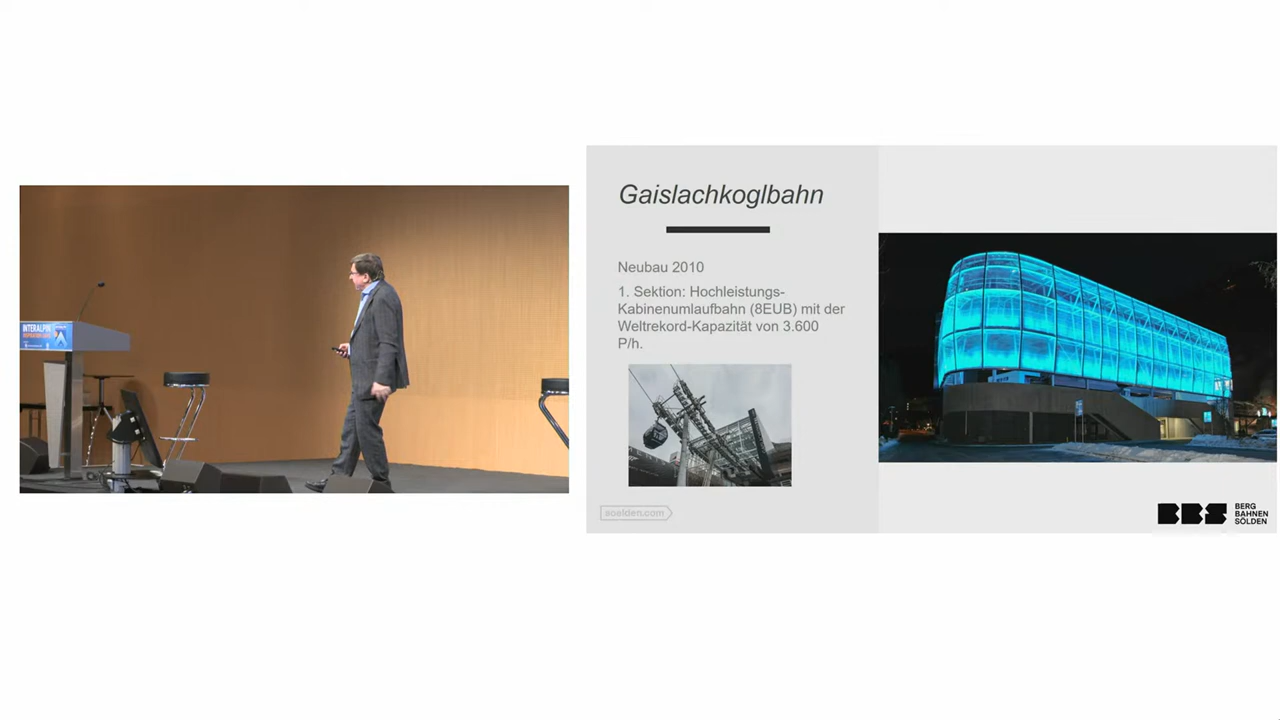 INTERALPIN
Gaislachkoglbahn
Neubau 2010
1. Sektion: Hochleistungs-
Kabinenumlaufbahn (8EUB) mit der
Weltrekord-Kapazität von 3.600
P/h.
soelden.com
BBS
BERG
BAHNEN
SÖLDEN